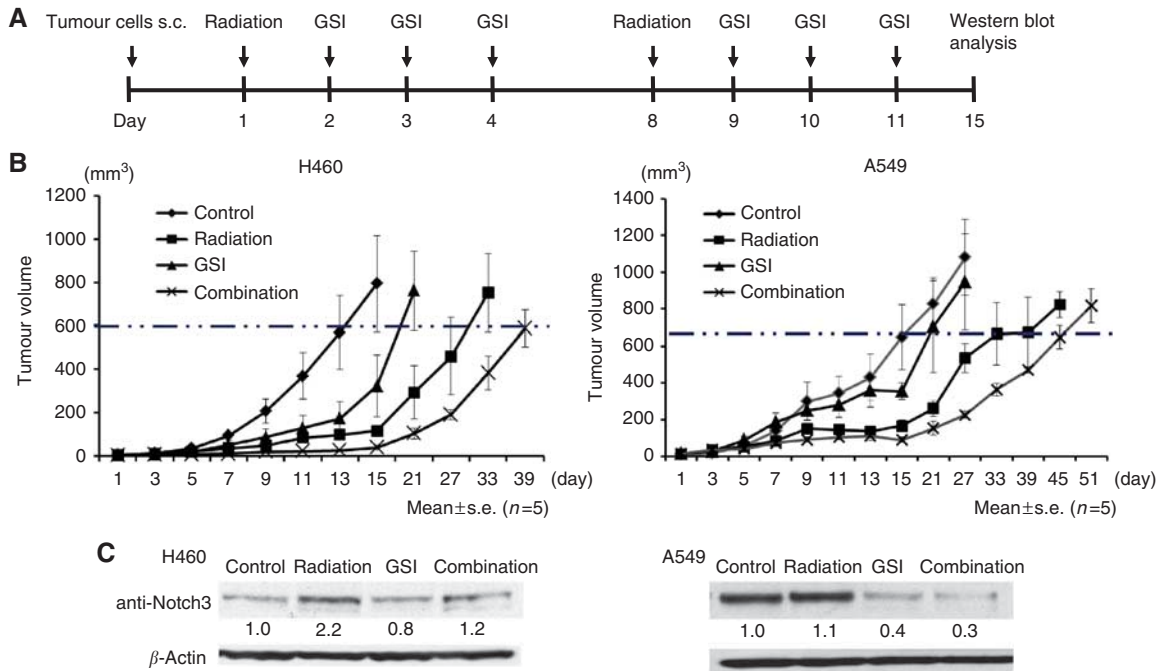 A
Tumour cells s.c. Radiation GSI GSI GSI Radiation GSI GSI GSI Western blot
analysis
Day 1 2 3 4 8 9 10 11 15
B
(mm3) H460
1200
1000
800
600
400
200
0
Tumour volume
Control
Radiation
GSI
Combination
1 3 5 7 9 11 13 15 21 27 33 39 (day)
Mean±s.e. (n=5)
(mm3) A549
1400
1200
1000
800
600
400
200
0
Tumour volume
Control
Radiation
GSI
Combination
1 3 5 7 9 11 13 15 21 27 33 39 45 51 (day)
Mean±s.e. (n=5)
C
H460
Control Radiation GSI Combination
anti-Notch3
1.0 2.2 0.8 1.2
β-Actin
A549
Control Radiation GSI Combination
1.0 1.1 0.4 0.3